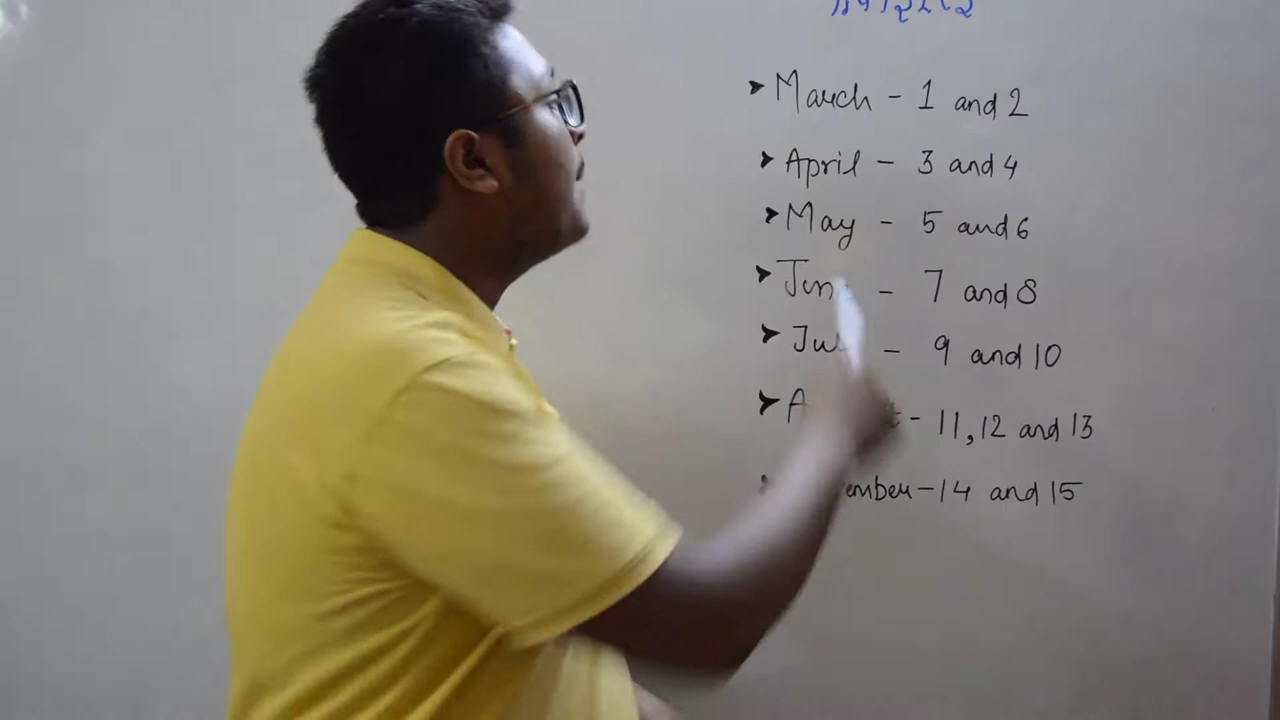 March - 1 and 2
April - 3 and 4
May - 5 and 6
- 7 and 8
- 9 and 10
- 11, 12 and 13
- 14 and 15